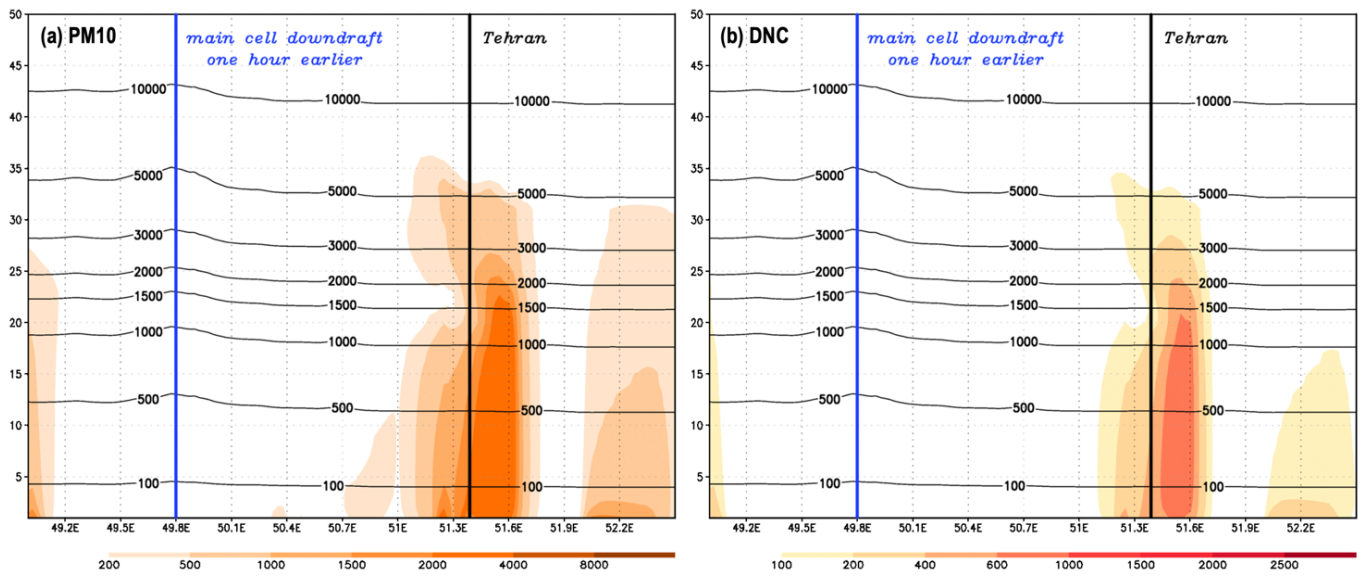 (a) PM10
main cell downdraft
one hour earlier
Tehran
50
45
40
35
30
25
20
15
10
5
10000 10000 10000
5000 5000 5000
3000 3000 3000
2000 2000 2000
1500 1500 1500
1000 1000 1000
500 500 500
100 100 100
49.2E 49.5E 49.8E 50.1E 50.4E 50.7E 51E 51.3E 51.6E 51.9E 52.2E
200 500 1000 1500 2000 4000 8000
(b) DNC
main cell downdraft
one hour earlier
Tehran
50
45
40
35
30
25
20
15
10
5
10000 10000 10000
5000 5000 5000
3000 3000 3000
2000 2000 2000
1500 1500 1500
1000 1000 1000
500 500 500
100 100 100
49.2E 49.5E 49.8E 50.1E 50.4E 50.7E 51E 51.3E 51.6E 51.9E 52.2E
100 200 400 600 1000 1500 2000 2500